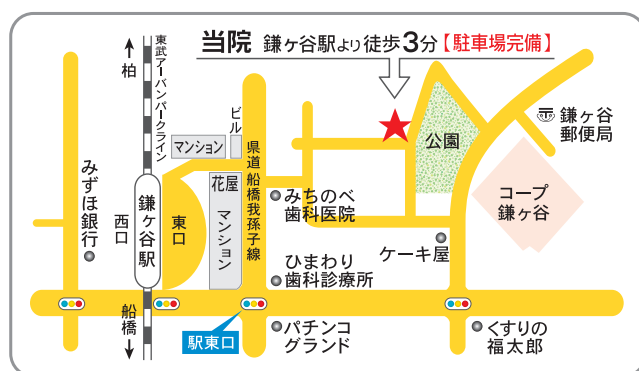 当院 鎌ヶ谷駅より徒歩3分【駐車場完備】
柏
東武アーバンパークライン
ビル
マンション
県道船橋我孫子線
公園
鎌ヶ谷
郵便局
みずほ銀行
西口
鎌ヶ谷駅
東口
花屋
マンション
みちのべ
歯科医院
コープ
鎌ヶ谷
ケーキ屋
ひまわり
歯科診療所
船橋
駅東口
パチンコ
グランド
くすりの
福太郎